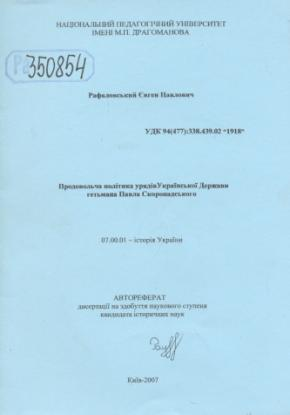 НАЦІОНАЛЬНИЙ ПЕДАГОГІЧНИЙ УНІВЕРСИТЕТ
ІМЕНІ М.П. ДРАГОМАНОВА
350854
Рафаловський Євген Павлович
УДК 94(477):338.439.02 "1918"
Продовольча політика урядівУкраїнської Держави
гетьмана Павла Скоропадського
07.00.01 – історія України
АВТОРЕФЕРАТ
дисертації на здобуття наукового ступеня
кандидата історичних наук
Київ-2007